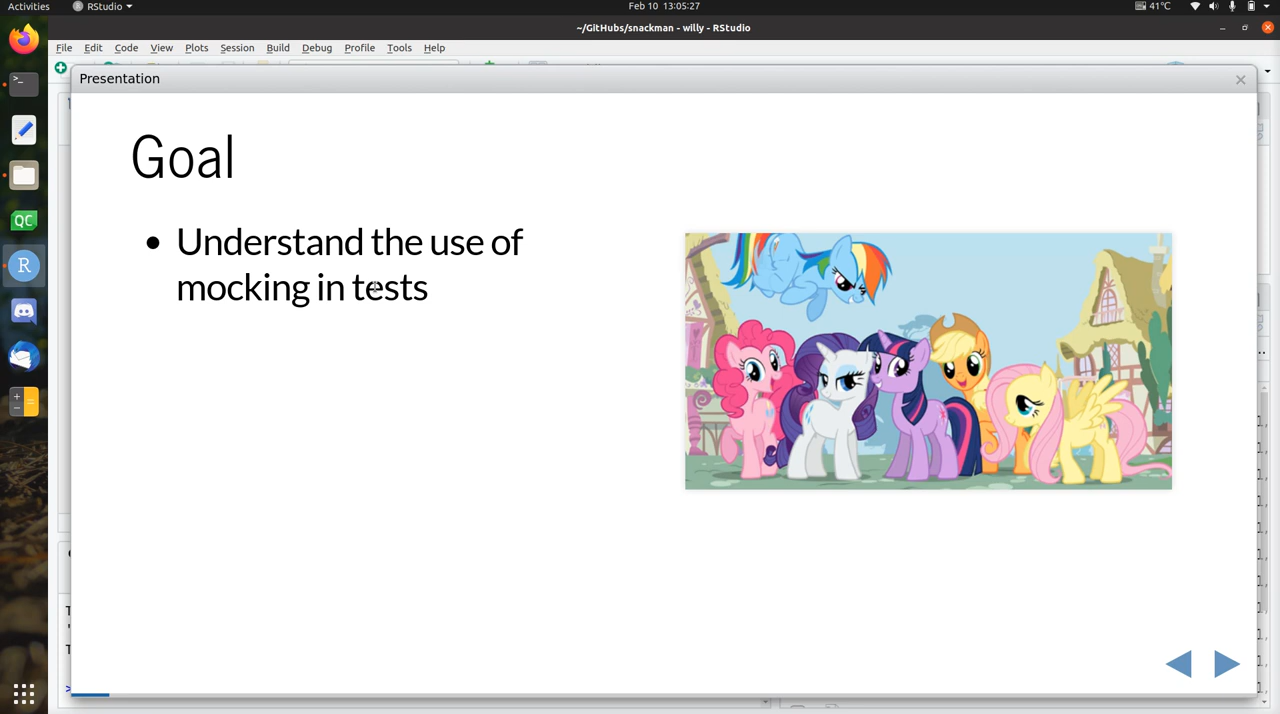 Activities RStudio Feb 10 13:05:27 41°C
~/GitHubs/snackman - willy - RStudio
File Edit Code View Plots Session Build Debug Profile Tools Help
Presentation
Goal
• Understand the use of
mocking in tests
QC
R